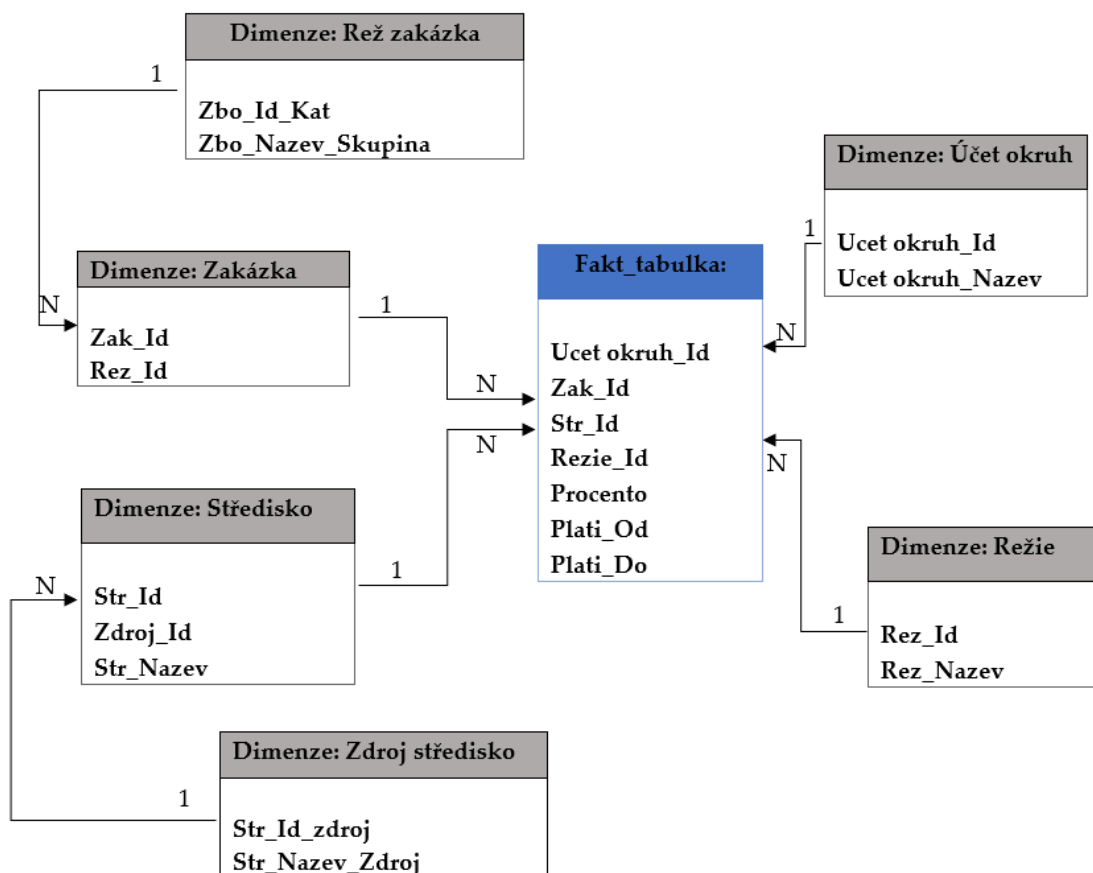 Dimenze: Rež zakázka
1
Zbo_Id_Kat
Zbo_Nazev_Skupina
Dimenze: Účet okruh
1
Ucet okruh_Id
Ucet okruh_Nazev
N
Dimenze: Zakázka
N
1
Zak_Id
Rez_Id
N
Fakt_tabulka:
Ucet okruh_Id
Zak_Id
Str_Id
Rezie_Id
Procento
Plati_Od
Plati_Do
N
N
Dimenze: Středisko
N
1
Str_Id
Zdroj_Id
Str_Nazev
Dimenze: Režie
1
Rez_Id
Rez_Nazev
Dimenze: Zdroj středisko
1
Str_Id_zdroj
Str_Nazev_Zdroj